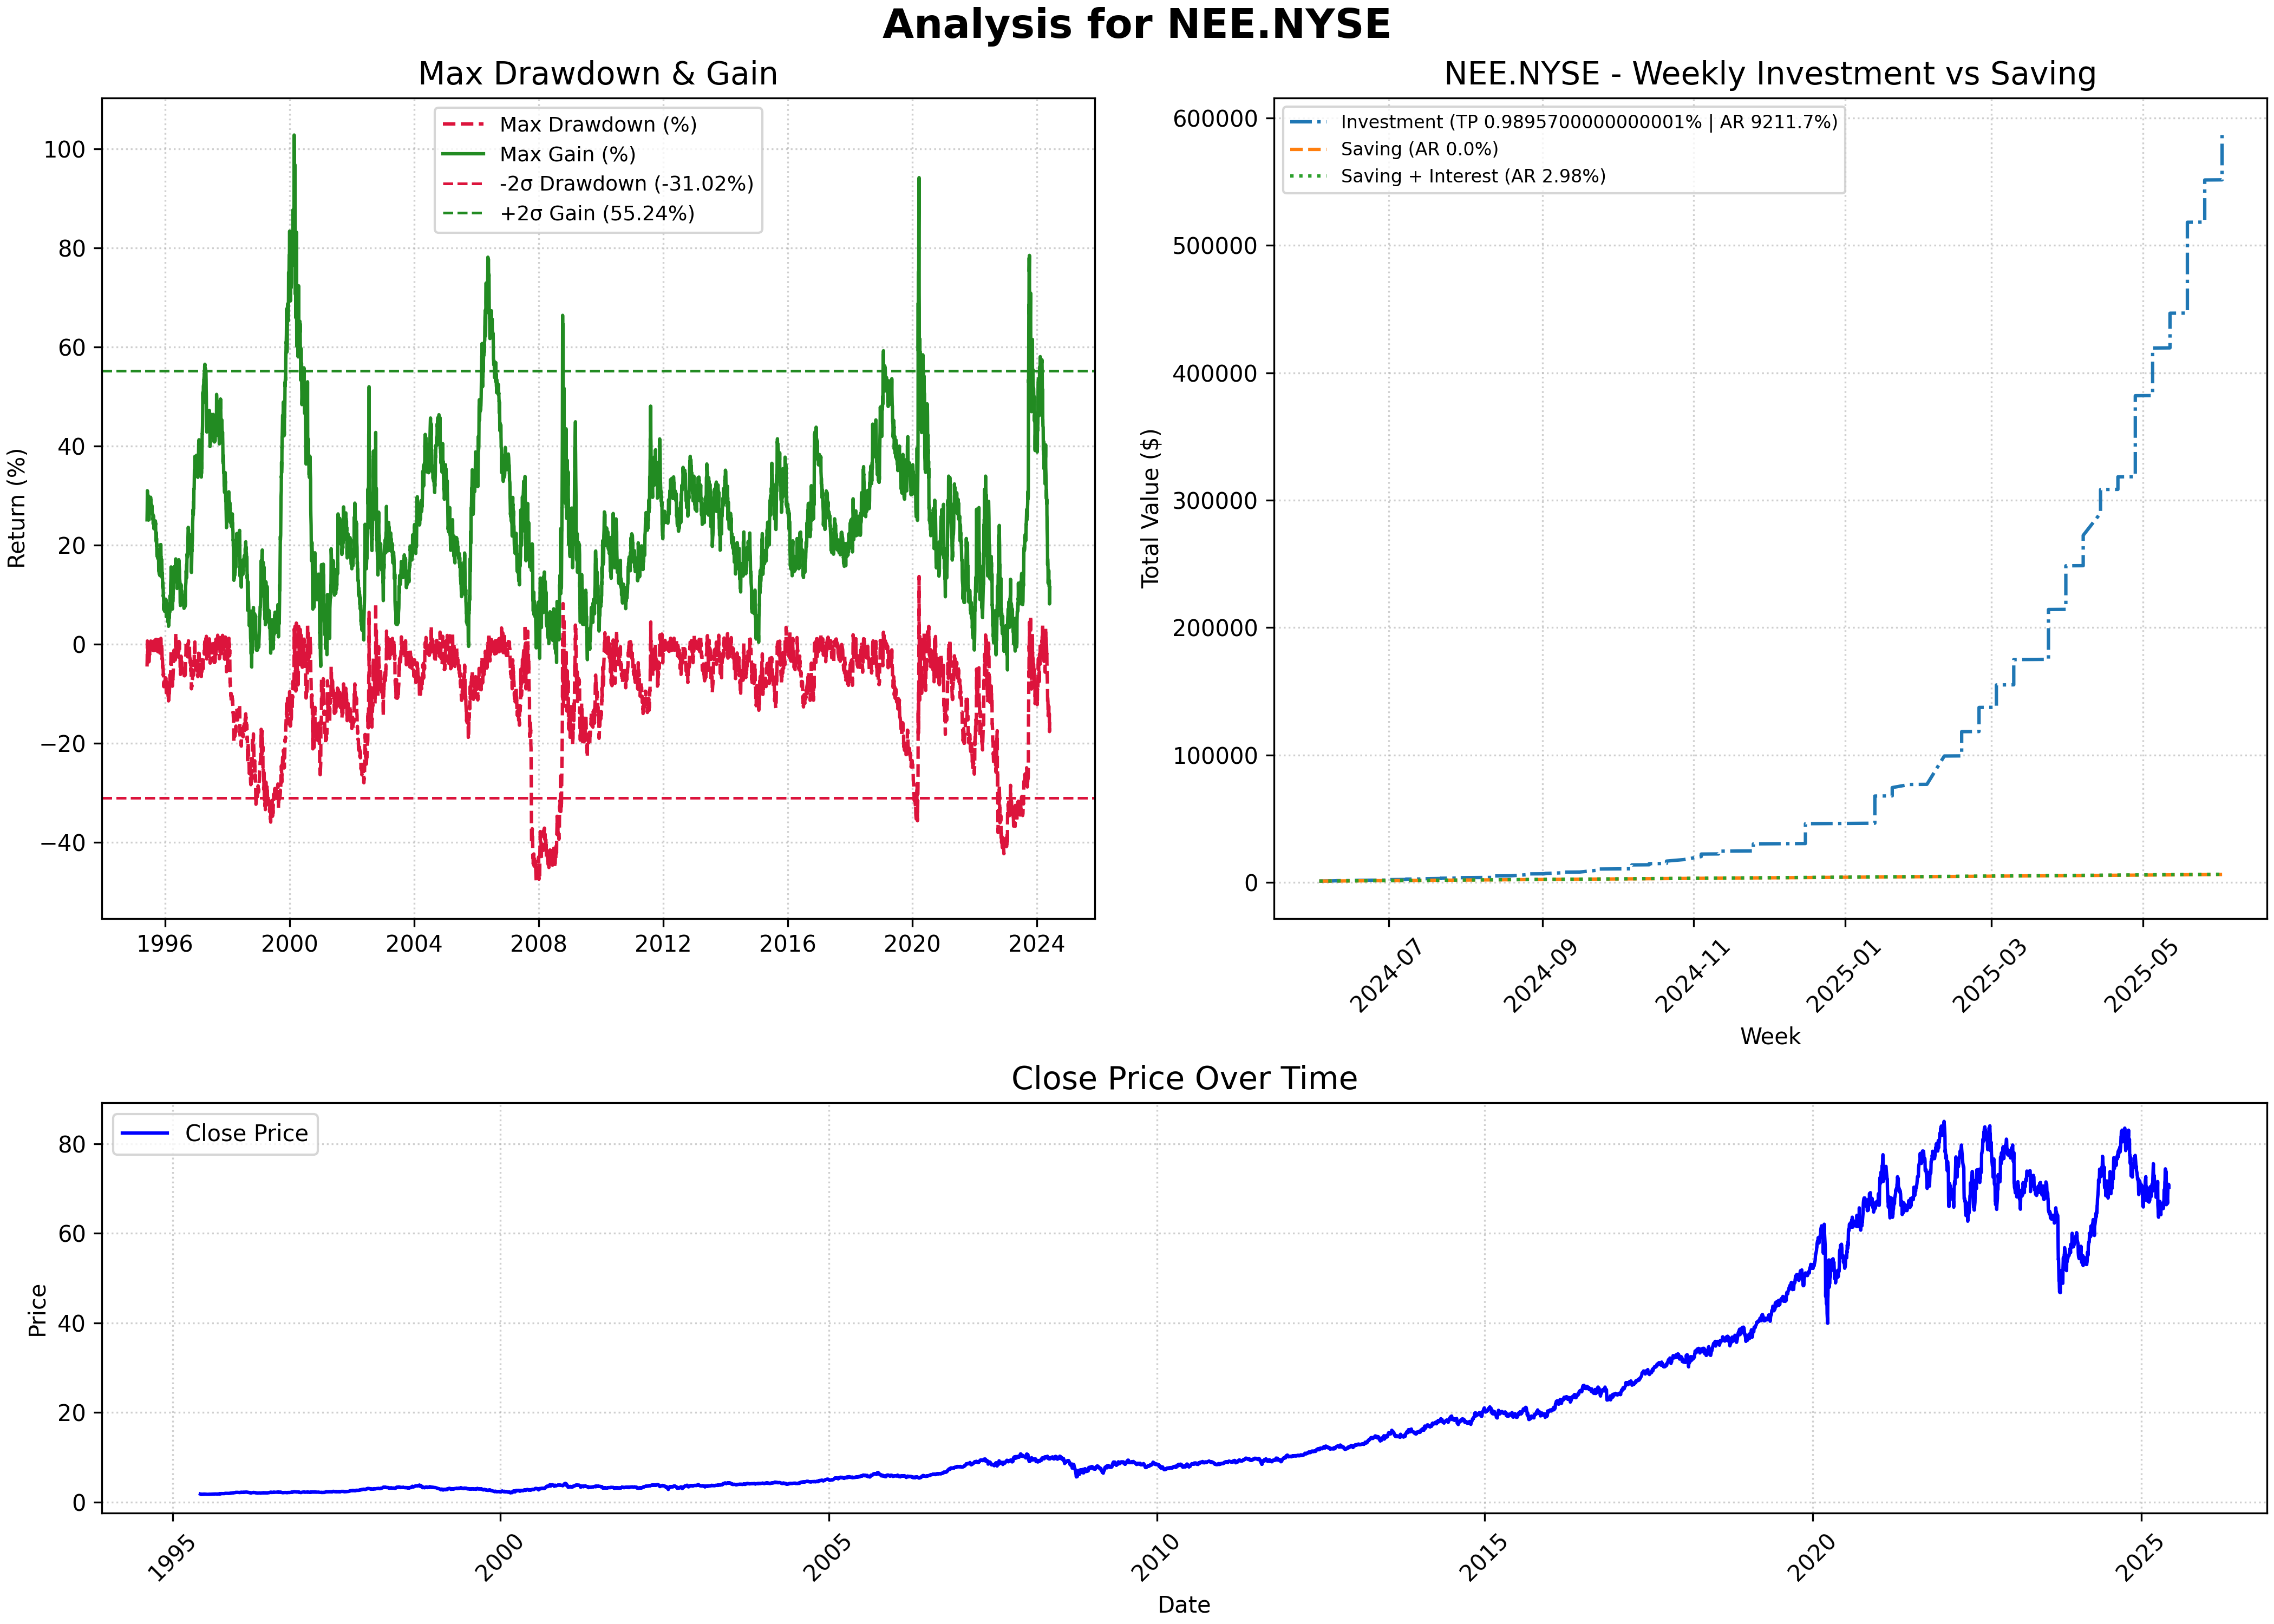 Analysis for NEE.NYSE
Max Drawdown & Gain
Return (%)
100
80
60
40
20
0
−20
−40
Max Drawdown (%)
Max Gain (%)
-2σ Drawdown (-31.02%)
+2σ Gain (55.24%)
1996
2000
2004
2008
2012
2016
2020
2024
NEE.NYSE - Weekly Investment vs Saving
Total Value ($)
600000
500000
400000
300000
200000
100000
0
Investment (TP 0.9895700000000001% | AR 9211.7%)
Saving (AR 0.0%)
Saving + Interest (AR 2.98%)
2024-07
2024-09
2024-11
2025-01
2025-03
2025-05
Week
Close Price Over Time
Price
80
60
40
20
0
Close Price
1995
2000
2005
2010
2015
2020
2025
Date